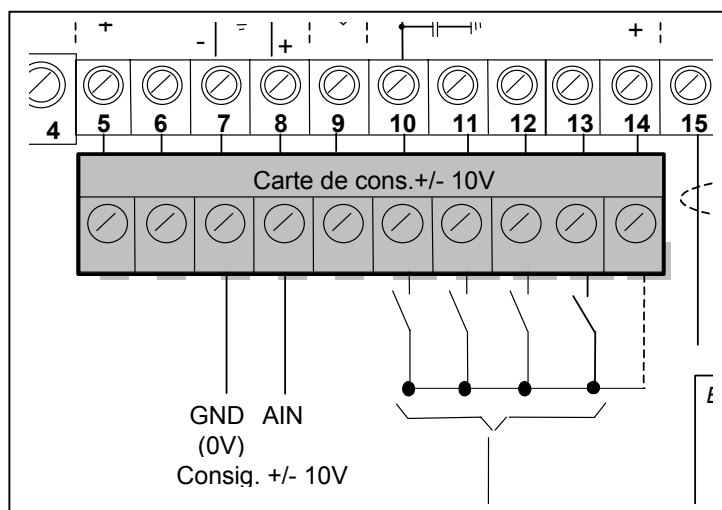 +
- +
+
4 5 6 7 8 9 10 11 12 13 14 15
Carte de cons.+/- 10V
GND AIN
(0V)
Consig. +/- 10V